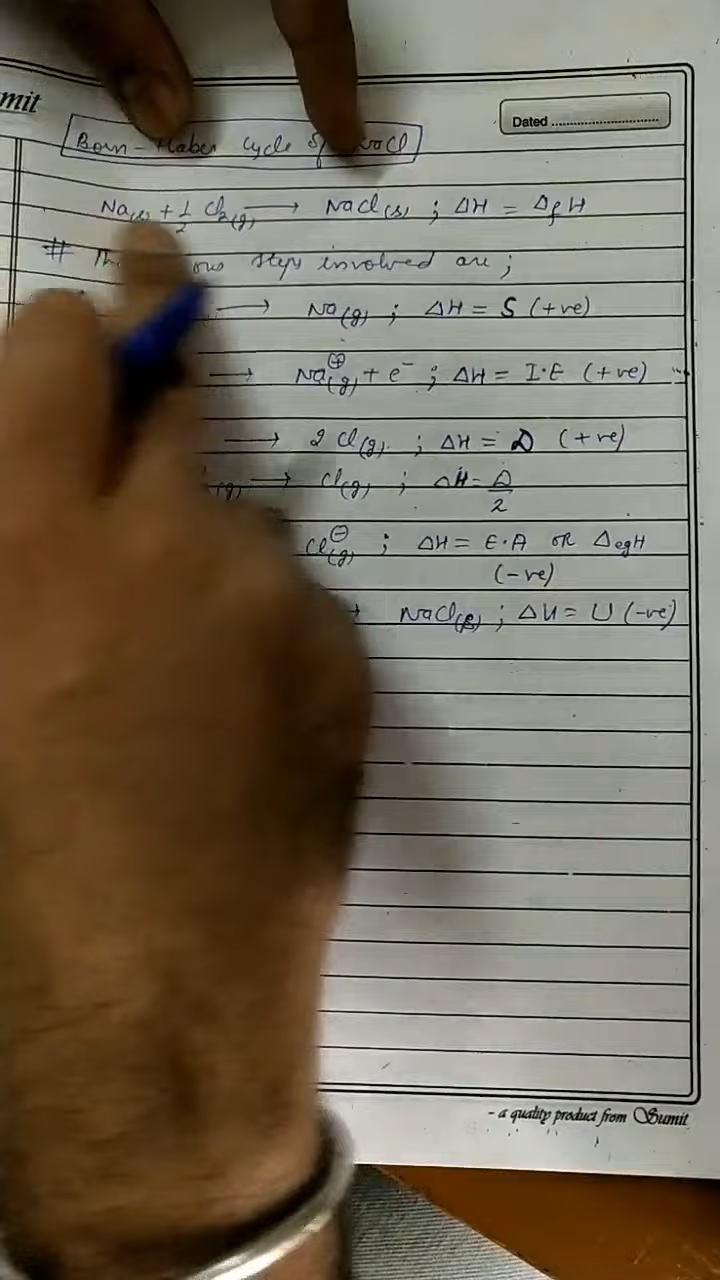 mit
Dated
Born-Haber Cycle of NaCl
Na(s) + 1/2 Cl₂(g) ⟶ NaCl(s) ; ΔH = ΔfH
# steps involved are ;
⟶ Na(g) ; ΔH = S (+ve)
⟶ Na⊕(g) + e⁻ ; ΔH = I·E (+ve)
⟶ 2 Cl(g) ; ΔH = D (+ve)
(g) ⟶ Cl(g) ; ΔH = D/2
Cl⊖(g) ; ΔH = E·A OR ΔegH
(-ve)
NaCl(s) ; ΔH = U (-ve)
- a quality product from Sumit